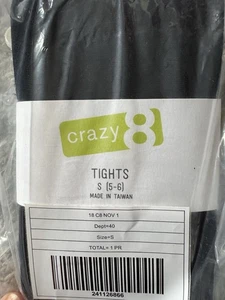 crazy 8
TIGHTS
S (5-6)
MADE IN TAIWAN
18 C8 NOV 1
Dept=40
Size=S
TOTAL= 1 PR
241126866